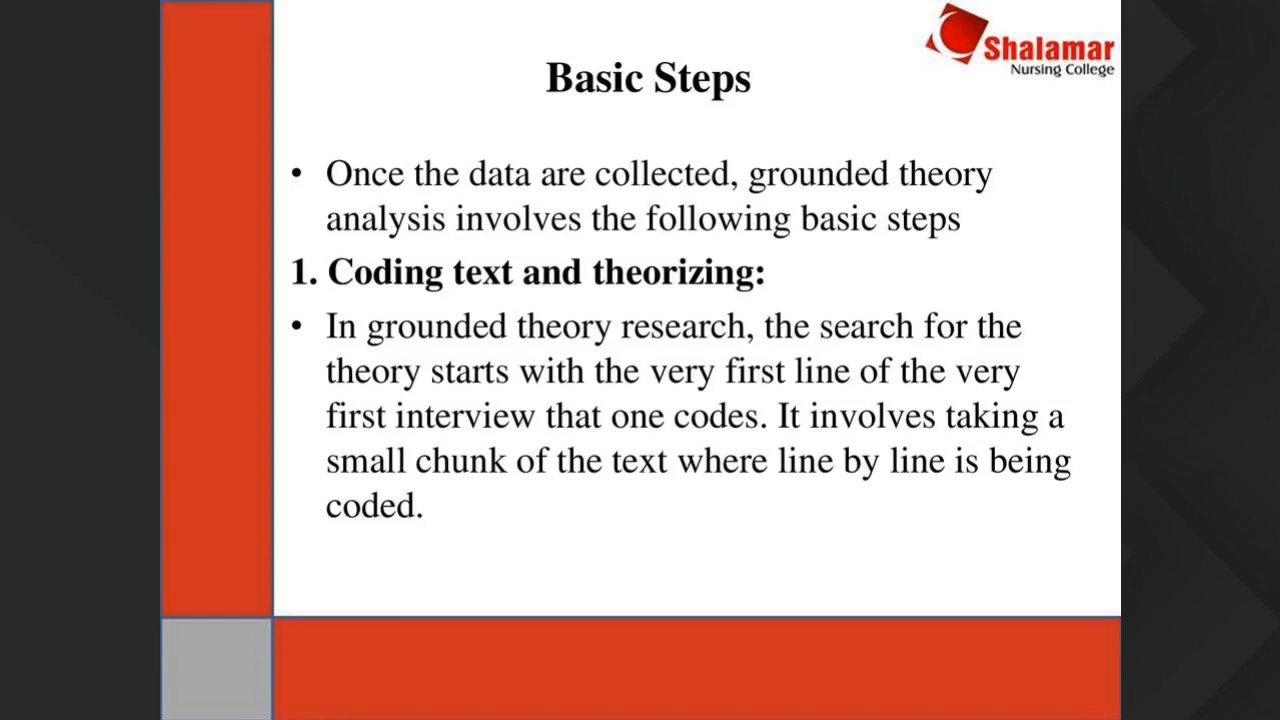 Shalamar
Nursing College
Basic Steps
• Once the data are collected, grounded theory
analysis involves the following basic steps
1. Coding text and theorizing:
• In grounded theory research, the search for the
theory starts with the very first line of the very
first interview that one codes. It involves taking a
small chunk of the text where line by line is being
coded.